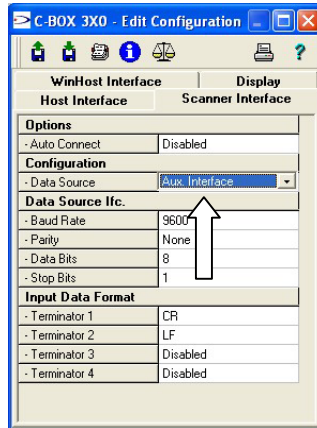 C-BOX 3X0 - Edit Configuration
WinHost Interface Display
Host Interface Scanner Interface
Options
- Auto Connect Disabled
Configuration
- Data Source Aux. Interface
Data Source Ifc.
- Baud Rate 9600
- Parity None
- Data Bits 8
- Stop Bits 1
Input Data Format
- Terminator 1 CR
- Terminator 2 LF
- Terminator 3 Disabled
- Terminator 4 Disabled